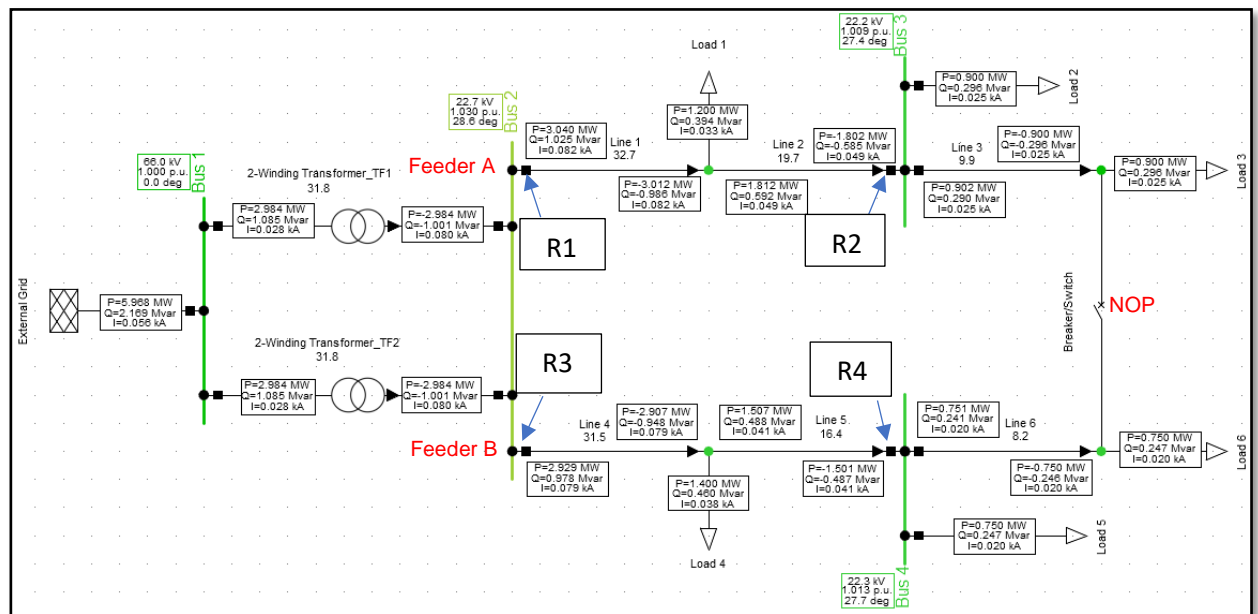 22.2 kV
1.009 p.u.
27.4 deg
Bus 3
Load 1
P=0.900 MW
Q=0.296 Mvar
I=0.025 kA
Load 2
22.7 kV
1.030 p.u.
28.6 deg
Bus 2
P=1.200 MW
Q=0.394 Mvar
I=0.033 kA
P=3.040 MW
Q=1.025 Mvar
I=0.082 kA
Line 1
32.7
Line 2
19.7
P=-1.802 MW
Q=-0.585 Mvar
I=0.049 kA
Line 3
9.9
P=-0.900 MW
Q=-0.296 Mvar
I=0.025 kA
66.0 kV
1.000 p.u.
0.0 deg
Bus 1
Feeder A
P=0.900 MW
Q=0.296 Mvar
I=0.025 kA
Load 3
2-Winding Transformer_TF1
31.8
P=-3.012 MW
Q=-0.986 Mvar
I=0.082 kA
P=1.812 MW
Q=0.592 Mvar
I=0.049 kA
P=0.902 MW
Q=0.290 Mvar
I=0.025 kA
P=2.984 MW
Q=1.085 Mvar
I=0.028 kA
P=-2.984 MW
Q=-1.001 Mvar
I=0.080 kA
R1
R2
External Grid
P=5.968 MW
Q=2.169 Mvar
I=0.056 kA
Breaker/Switch
NOP
2-Winding Transformer_TF2
31.8
R3
R4
P=2.984 MW
Q=1.085 Mvar
I=0.028 kA
P=-2.984 MW
Q=-1.001 Mvar
I=0.080 kA
Line 4
31.5
P=-2.907 MW
Q=-0.948 Mvar
I=0.079 kA
P=1.507 MW
Q=0.488 Mvar
I=0.041 kA
Line 5
16.4
P=0.751 MW
Q=0.241 Mvar
I=0.020 kA
Line 6
8.2
Feeder B
P=0.750 MW
Q=0.247 Mvar
I=0.020 kA
Load 6
P=2.929 MW
Q=0.978 Mvar
I=0.079 kA
P=-1.501 MW
Q=-0.487 Mvar
I=0.041 kA
P=-0.750 MW
Q=-0.246 Mvar
I=0.020 kA
P=1.400 MW
Q=0.460 Mvar
I=0.038 kA
P=0.750 MW
Q=0.247 Mvar
I=0.020 kA
Load 5
Load 4
22.3 kV
1.013 p.u.
27.7 deg
Bus 4